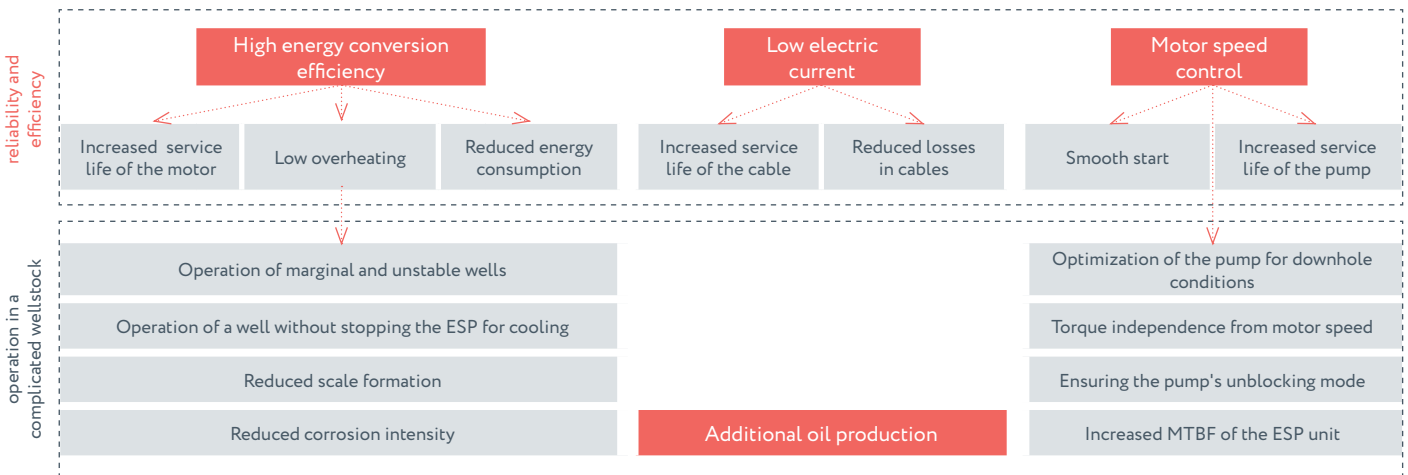 reliability and
efficiency
High energy conversion
efficiency
Low electric
current
Motor speed
control
Increased service
life of the motor
Low overheating
Reduced energy
consumption
Increased service
life of the cable
Reduced losses
in cables
Smooth start
Increased service
life of the pump
operation in a
complicated wellstock
Operation of marginal and unstable wells
Operation of a well without stopping the ESP for cooling
Reduced scale formation
Reduced corrosion intensity
Additional oil production
Optimization of the pump for downhole
conditions
Torque independence from motor speed
Ensuring the pump's unblocking mode
Increased MTBF of the ESP unit